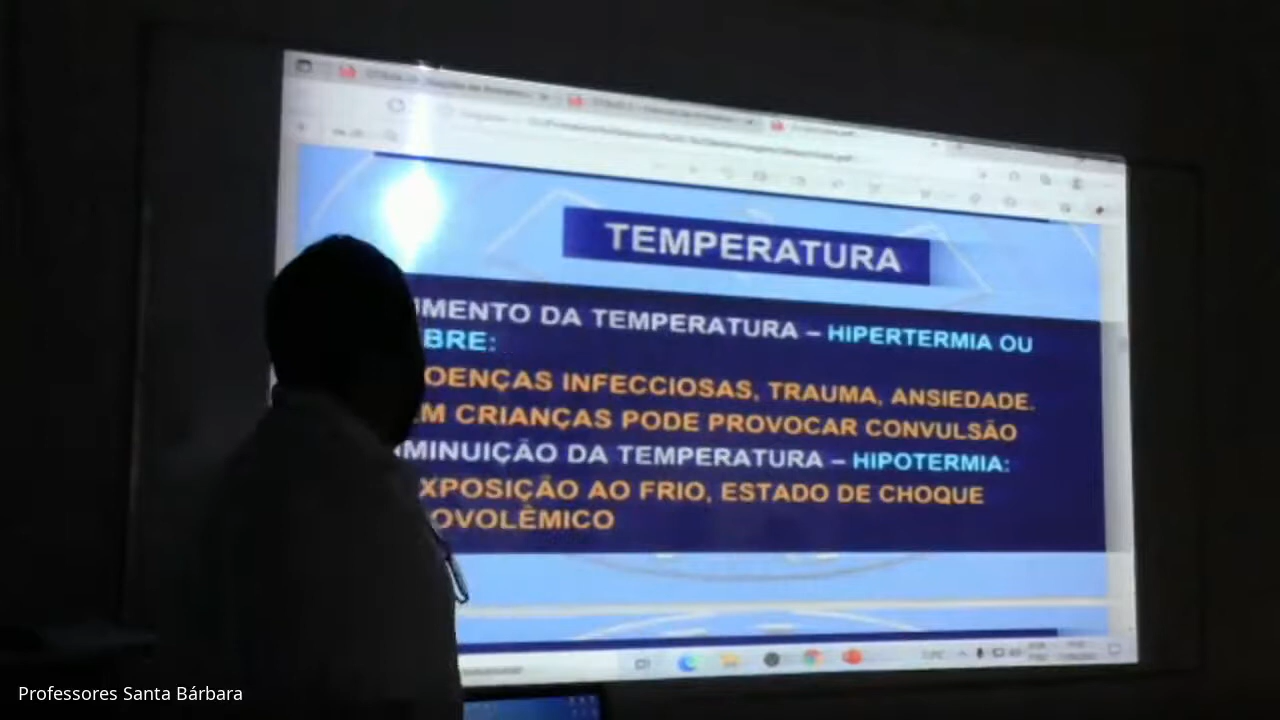 TEMPERATURA
MENTO DA TEMPERATURA – HIPERTERMIA OU
BRE:
OENÇAS INFECCIOSAS, TRAUMA, ANSIEDADE.
M CRIANÇAS PODE PROVOCAR CONVULSÃO
MINUIÇÃO DA TEMPERATURA – HIPOTERMIA:
XPOSIÇÃO AO FRIO, ESTADO DE CHOQUE
OVOLÊMICO
Professores Santa Bárbara